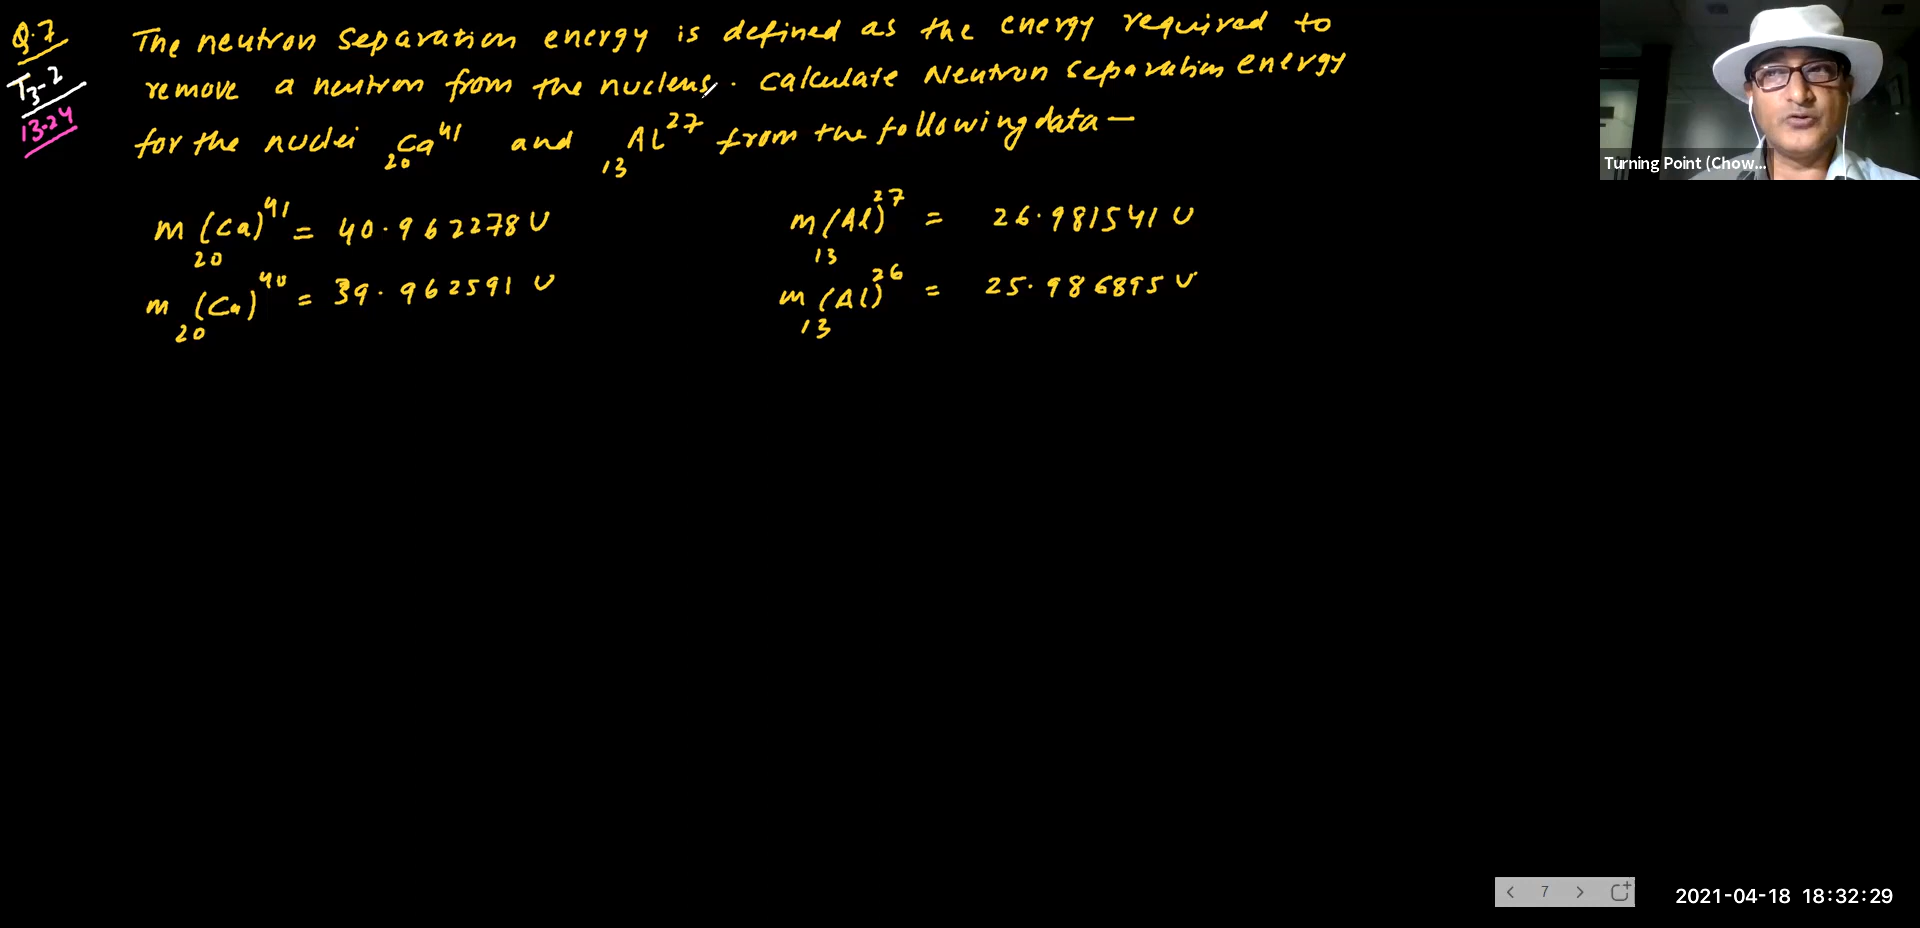 Q.7 The neutron separation energy is defined as the energy required to
T3-2 remove a neutron from the nucleus. Calculate Neutron separation energy
13.24 for the nuclei ₂₀Ca⁴¹ and ₁₃Al²⁷ from the following data —
m ₂₀(Ca)⁴¹ = 40.962278 U
m ₁₃(Al)²⁷ = 26.981541 U
m ₂₀(Ca)⁴⁰ = 39.962591 U
m ₁₃(Al)²⁶ = 25.986895 U
Turning Point (Chow...
7
2021-04-18 18:32:29